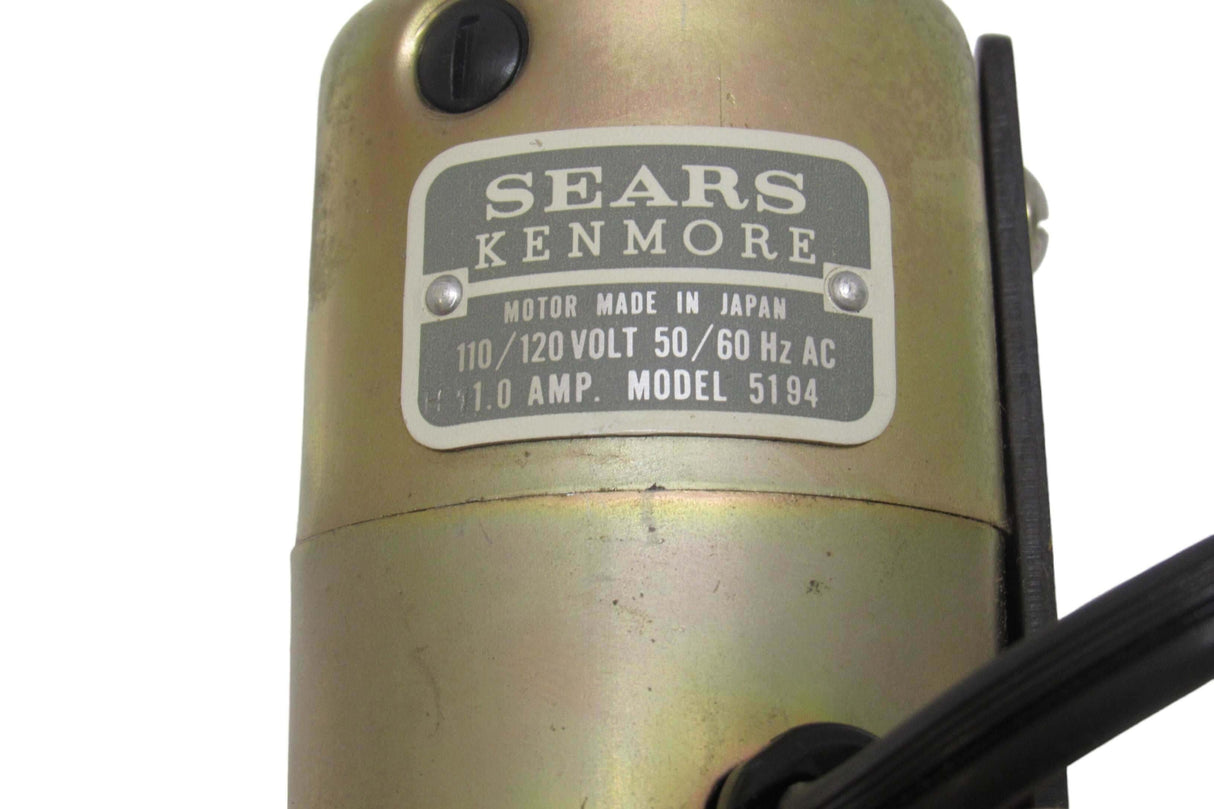 SEARS
KENMORE
MOTOR MADE IN JAPAN
110/120 VOLT 50/60 Hz AC
1.0 AMP. MODEL 5194